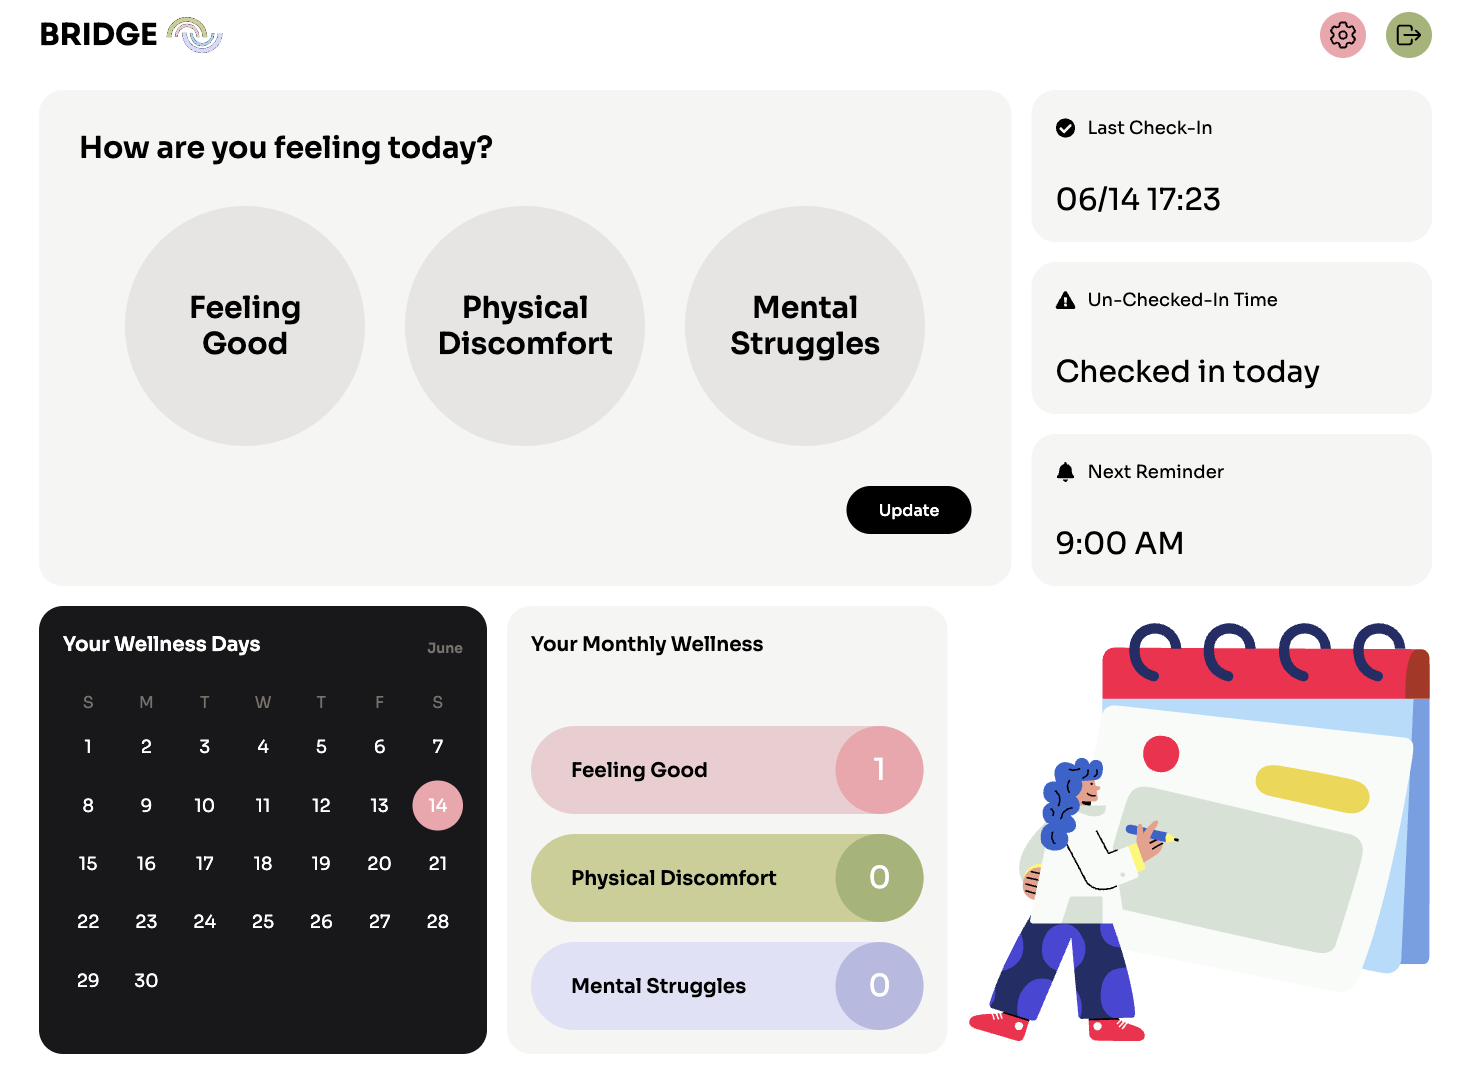 BRIDGE
How are you feeling today?
Feeling
Good
Physical
Discomfort
Mental
Struggles
Update
Last Check-In
06/14 17:23
Un-Checked-In Time
Checked in today
Next Reminder
9:00 AM
Your Wellness Days
June
S M T W T F S
1 2 3 4 5 6 7
8 9 10 11 12 13 14
15 16 17 18 19 20 21
22 23 24 25 26 27 28
29 30
Your Monthly Wellness
Feeling Good 1
Physical Discomfort 0
Mental Struggles 0